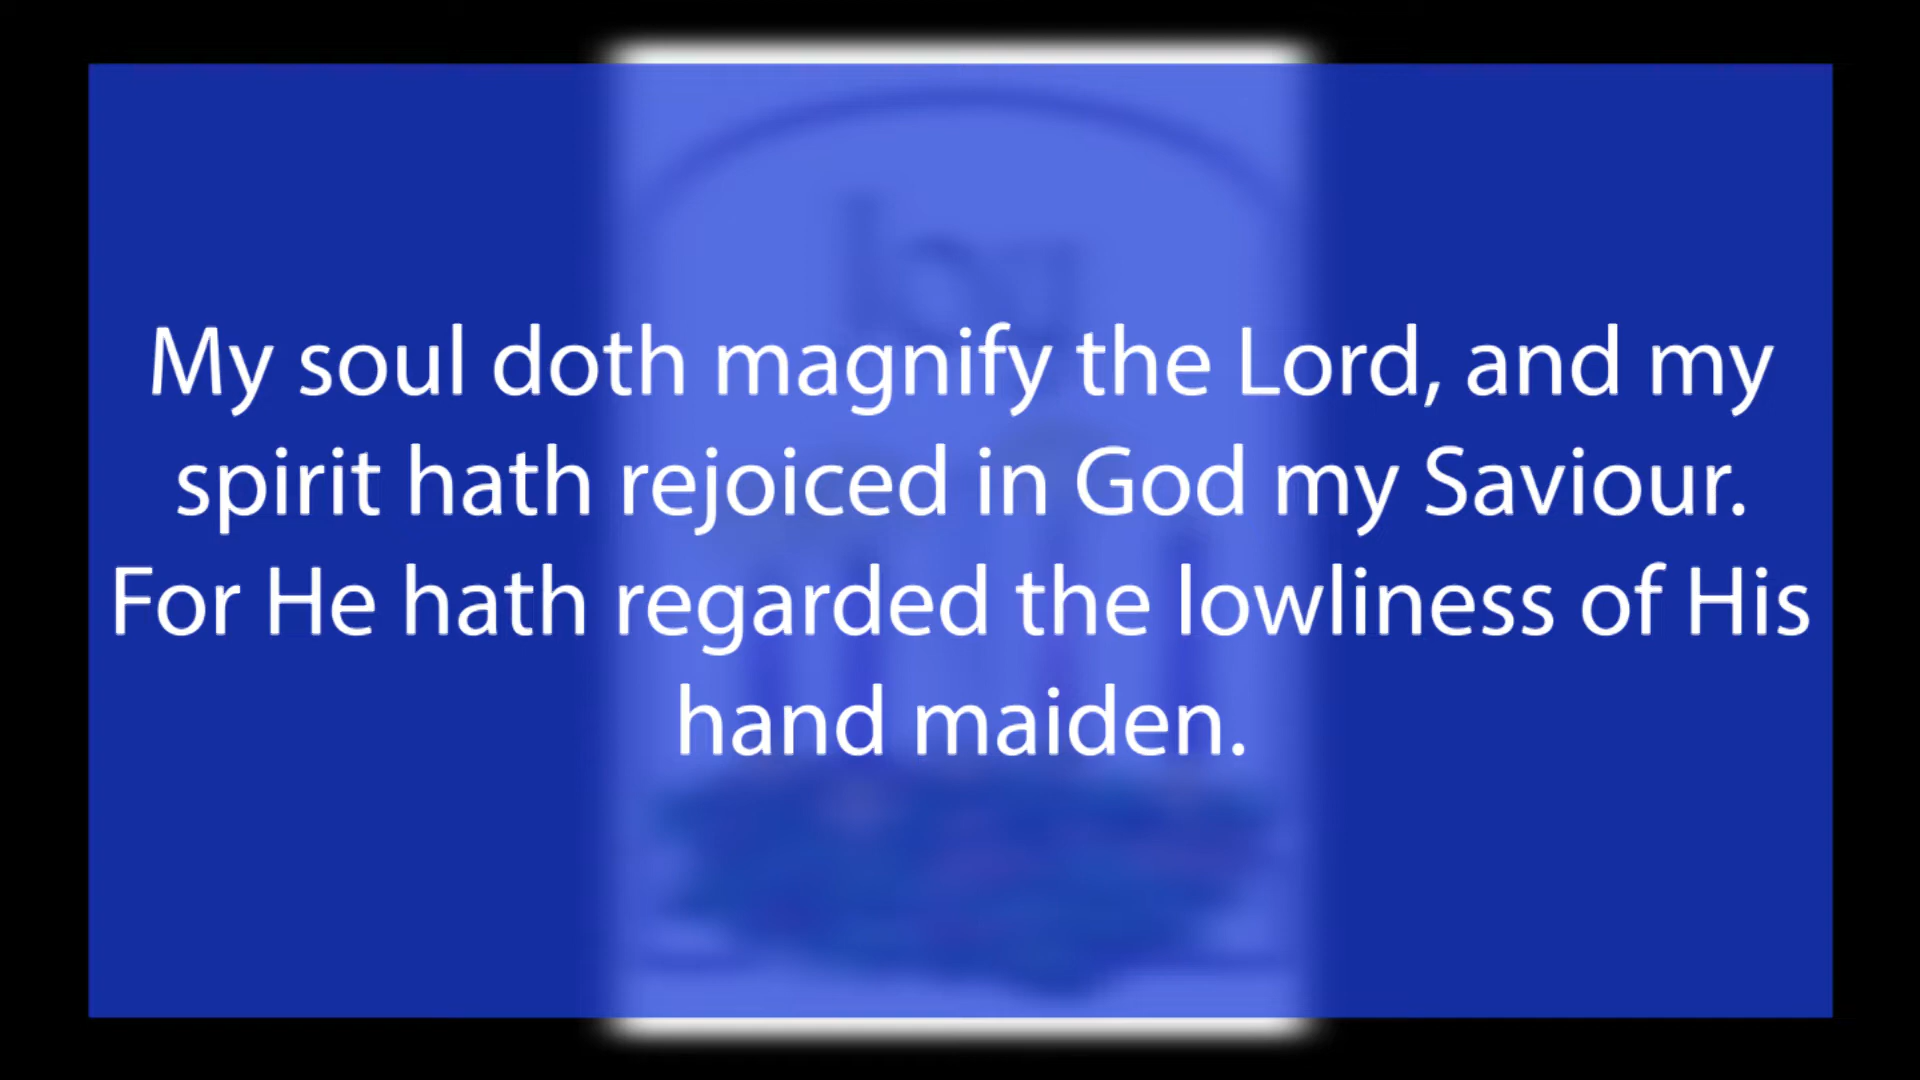 My soul doth magnify the Lord, and my
spirit hath rejoiced in God my Saviour.
For He hath regarded the lowliness of His
hand maiden.